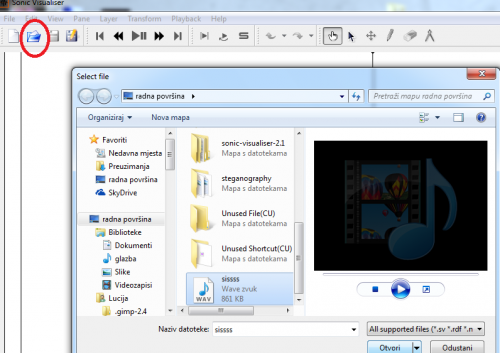 Sonic Visualiser
File Edit View Pane Layer Transform Playback Help
Select file
radna površina
Pretraži mapu radna površina
Organiziraj Nova mapa
Favoriti
Nedavna mjesta
Preuzimanja
radna površina
SkyDrive
radna površina
Biblioteke
Dokumenti
glazba
Slike
Videozapisi
Lucija
.gimp-2.4
sonic-visualiser-2.1
Mapa s datotekama
steganography
Mapa s datotekama
Unused File(CU)
Mapa s datotekama
Unused Shortcut(CU)
Mapa s datotekama
WAV
sissss
Wave zvuk
861 KB
Naziv datoteke: sissss
All supported files (*.sv *.rdf *.n
Otvori Odustani